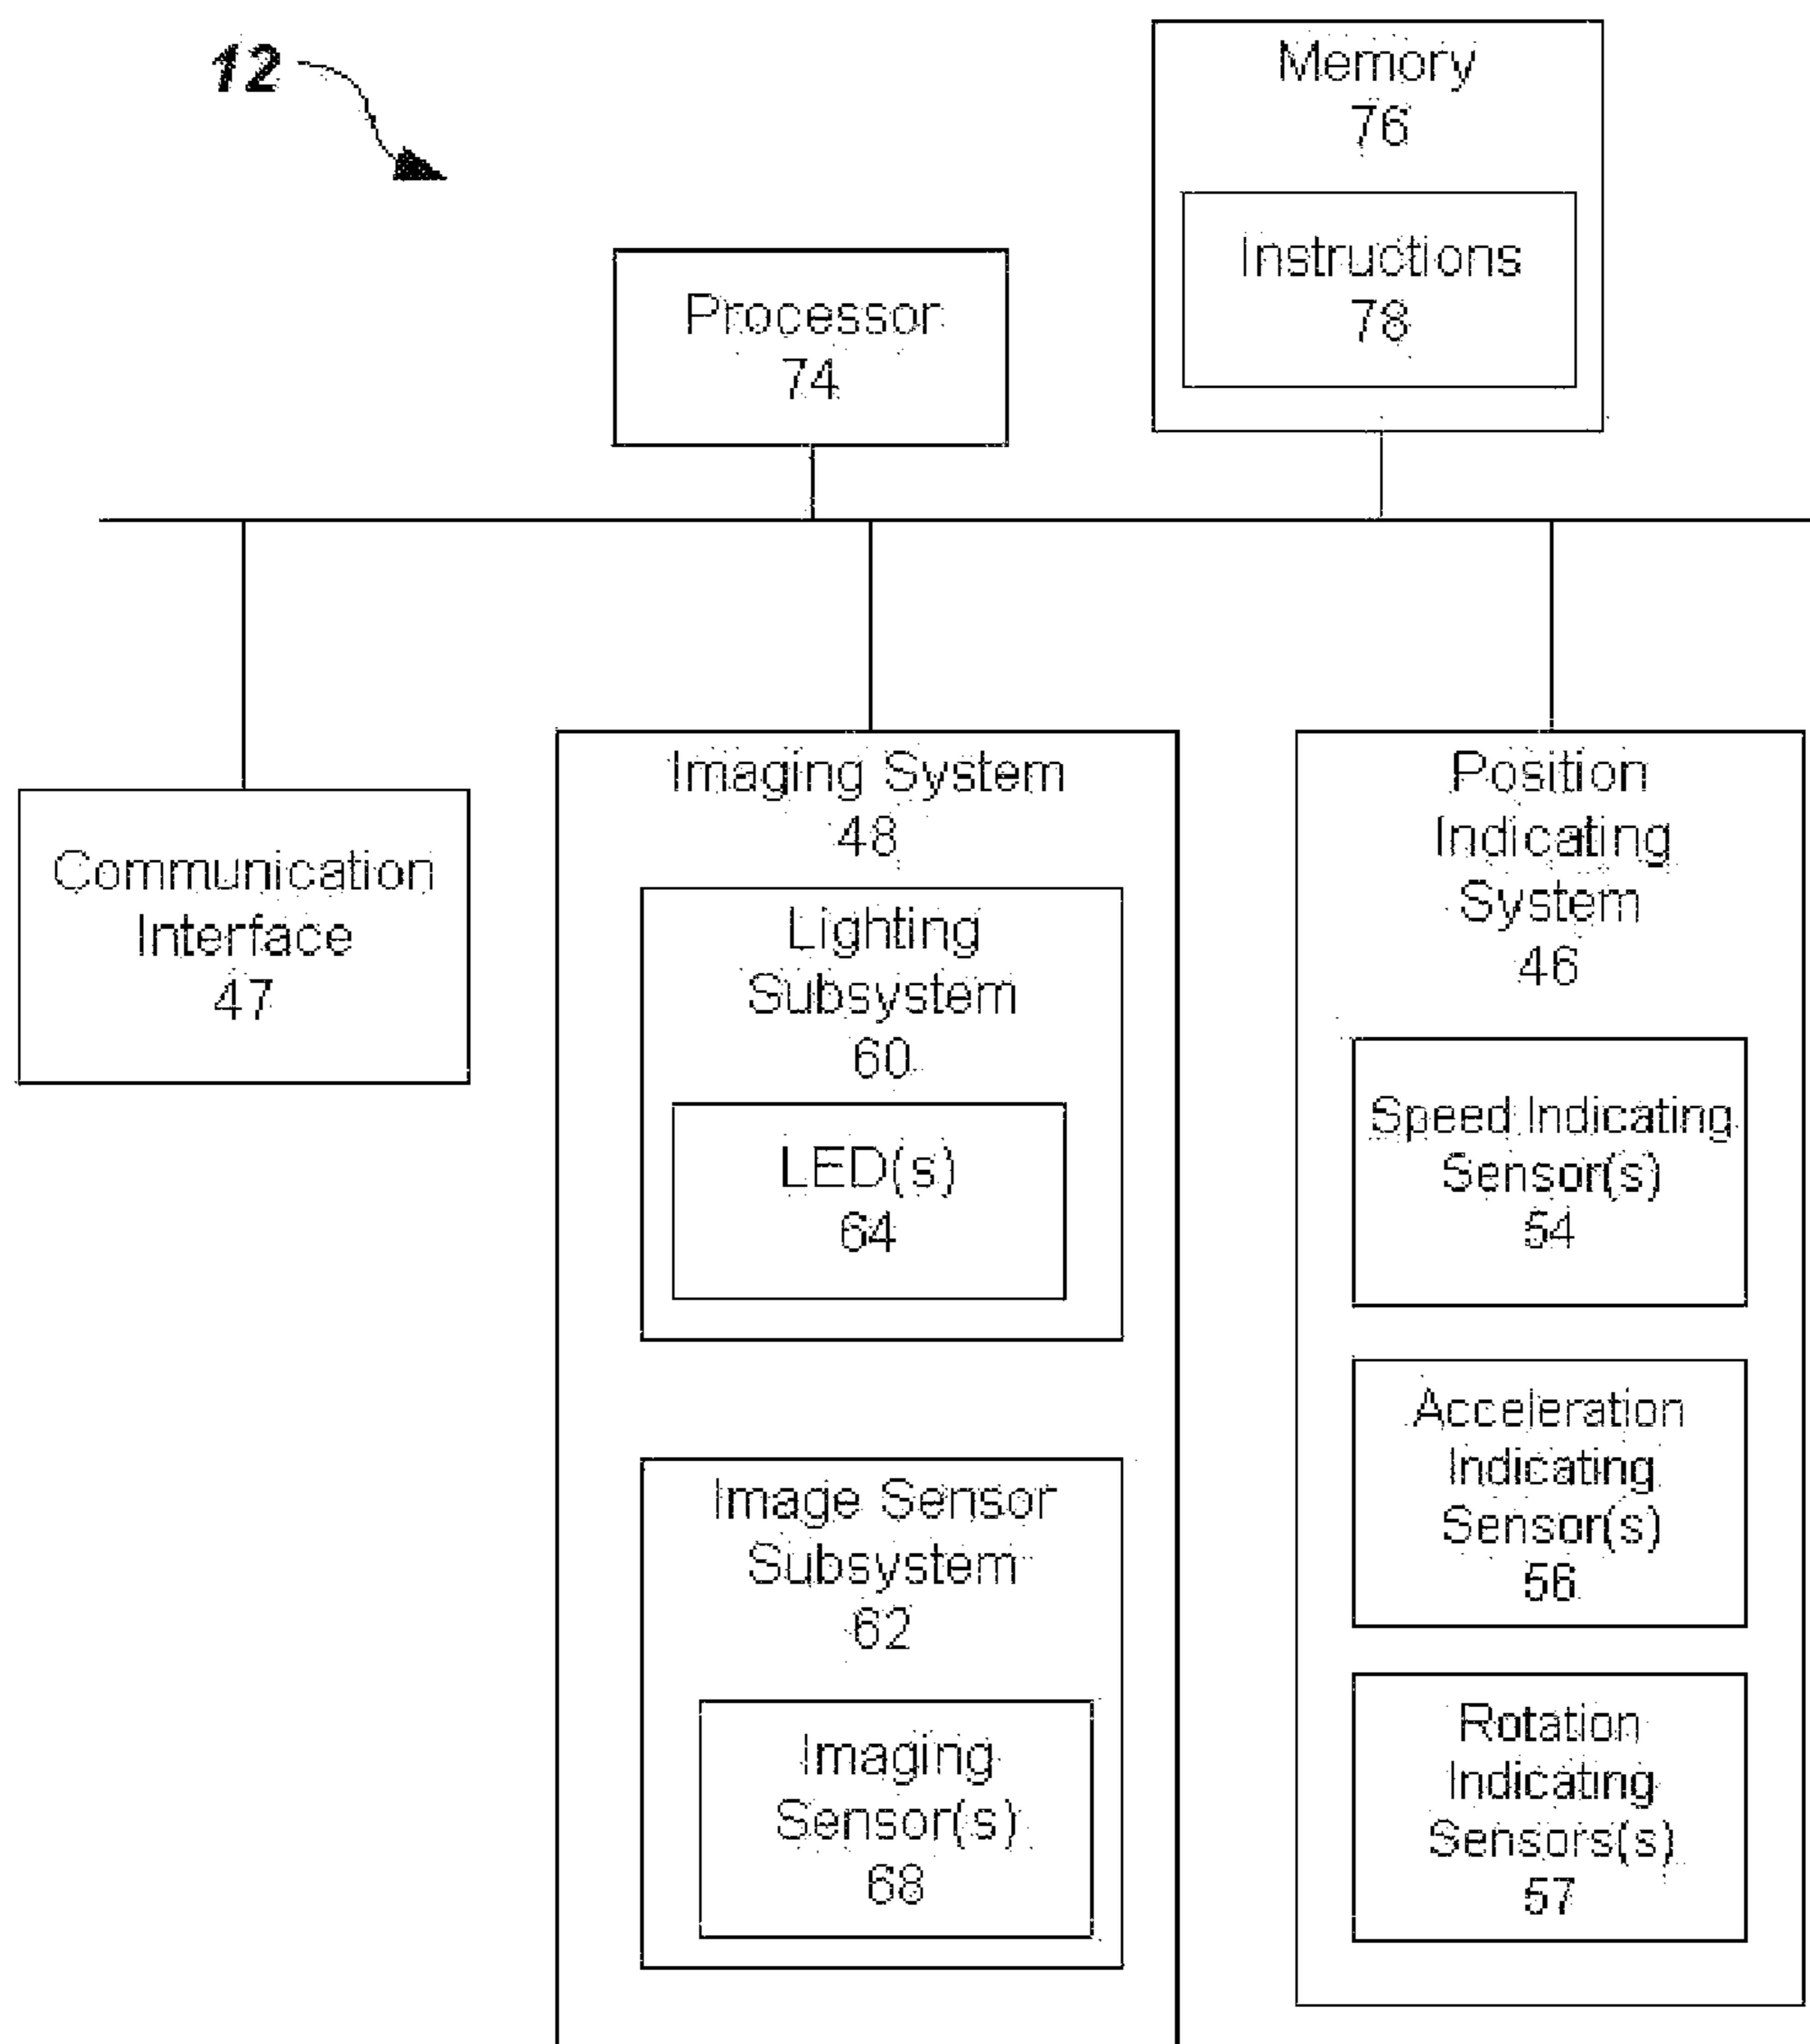 12
Memory
76
Instructions
78
Processor
74
Communication
Interface
47
Imaging System
48
Lighting
Subsystem
60
LED(s)
64
Image Sensor
Subsystem
62
Imaging
Sensor(s)
68
Position
Indicating
System
46
Speed Indicating
Sensor(s)
54
Acceleration
Indicating
Sensor(s)
56
Rotation
Indicating
Sensors(s)
57